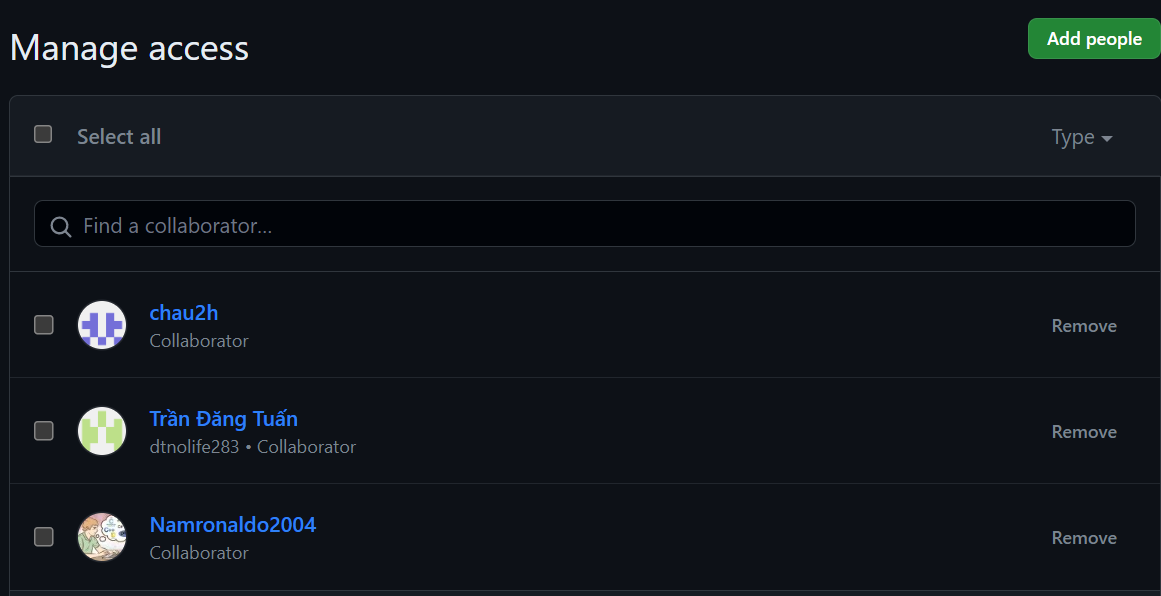 Manage access
Add people
Select all
Type
Find a collaborator...
chau2h
Collaborator
Remove
Trần Đăng Tuấn
dtnolife283 • Collaborator
Remove
Namronaldo2004
Collaborator
Remove